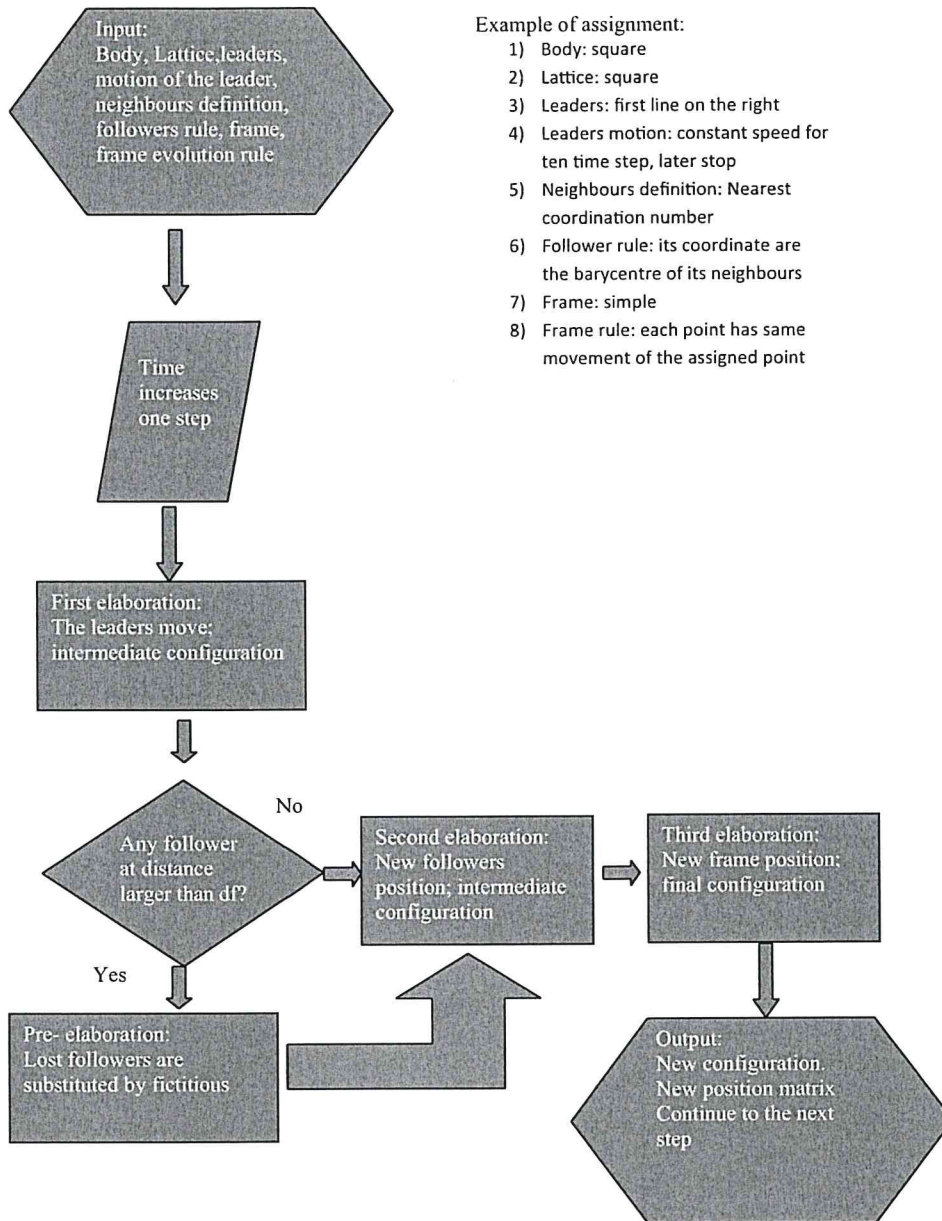 Input:
Body, Lattice,leaders,
motion of the leader,
neighbours definition,
followers rule, frame,
frame evolution rule
Example of assignment:
1) Body: square
2) Lattice: square
3) Leaders: first line on the right
4) Leaders motion: constant speed for
ten time step, later stop
5) Neighbours definition: Nearest
coordination number
6) Follower rule: its coordinate are
the barycentre of its neighbours
7) Frame: simple
8) Frame rule: each point has same
movement of the assigned point
Time
increases
one step
First elaboration:
The leaders move;
intermediate configuration
Any follower
at distance
larger than df?
No
Yes
Second elaboration:
New followers
position; intermediate
configuration
Third elaboration:
New frame position;
final configuration
Pre- elaboration:
Lost followers are
substituted by fictitious
Output:
New configuration.
New position matrix
Continue to the next
step